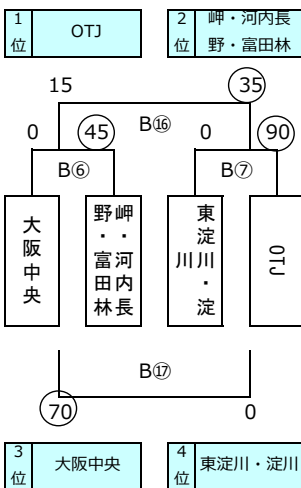 1位 OTJ
2位 岬・河内長野・富田林
15 ㉟
0 ㊺ B⑯ 0 90
B⑥ B⑦
大阪中央
岬・河内長野・富田林
東淀川・淀川
OTJ
B⑰
70 0
3位 大阪中央
4位 東淀川・淀川